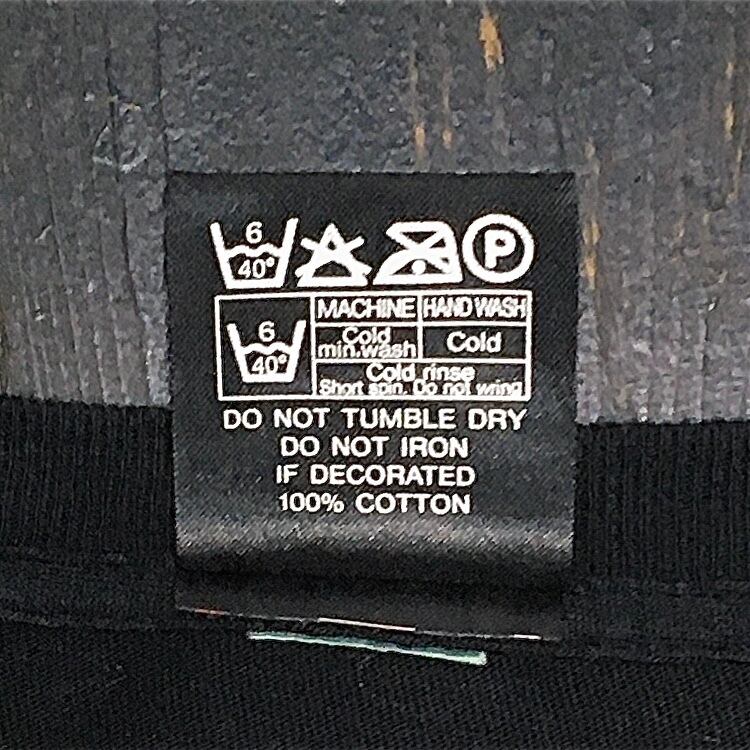 6
40°
P
MACHINE HAND WASH
6
40°
Cold
min.wash
Cold
Cold rinse
Short spin. Do not wring
DO NOT TUMBLE DRY
DO NOT IRON
IF DECORATED
100% COTTON